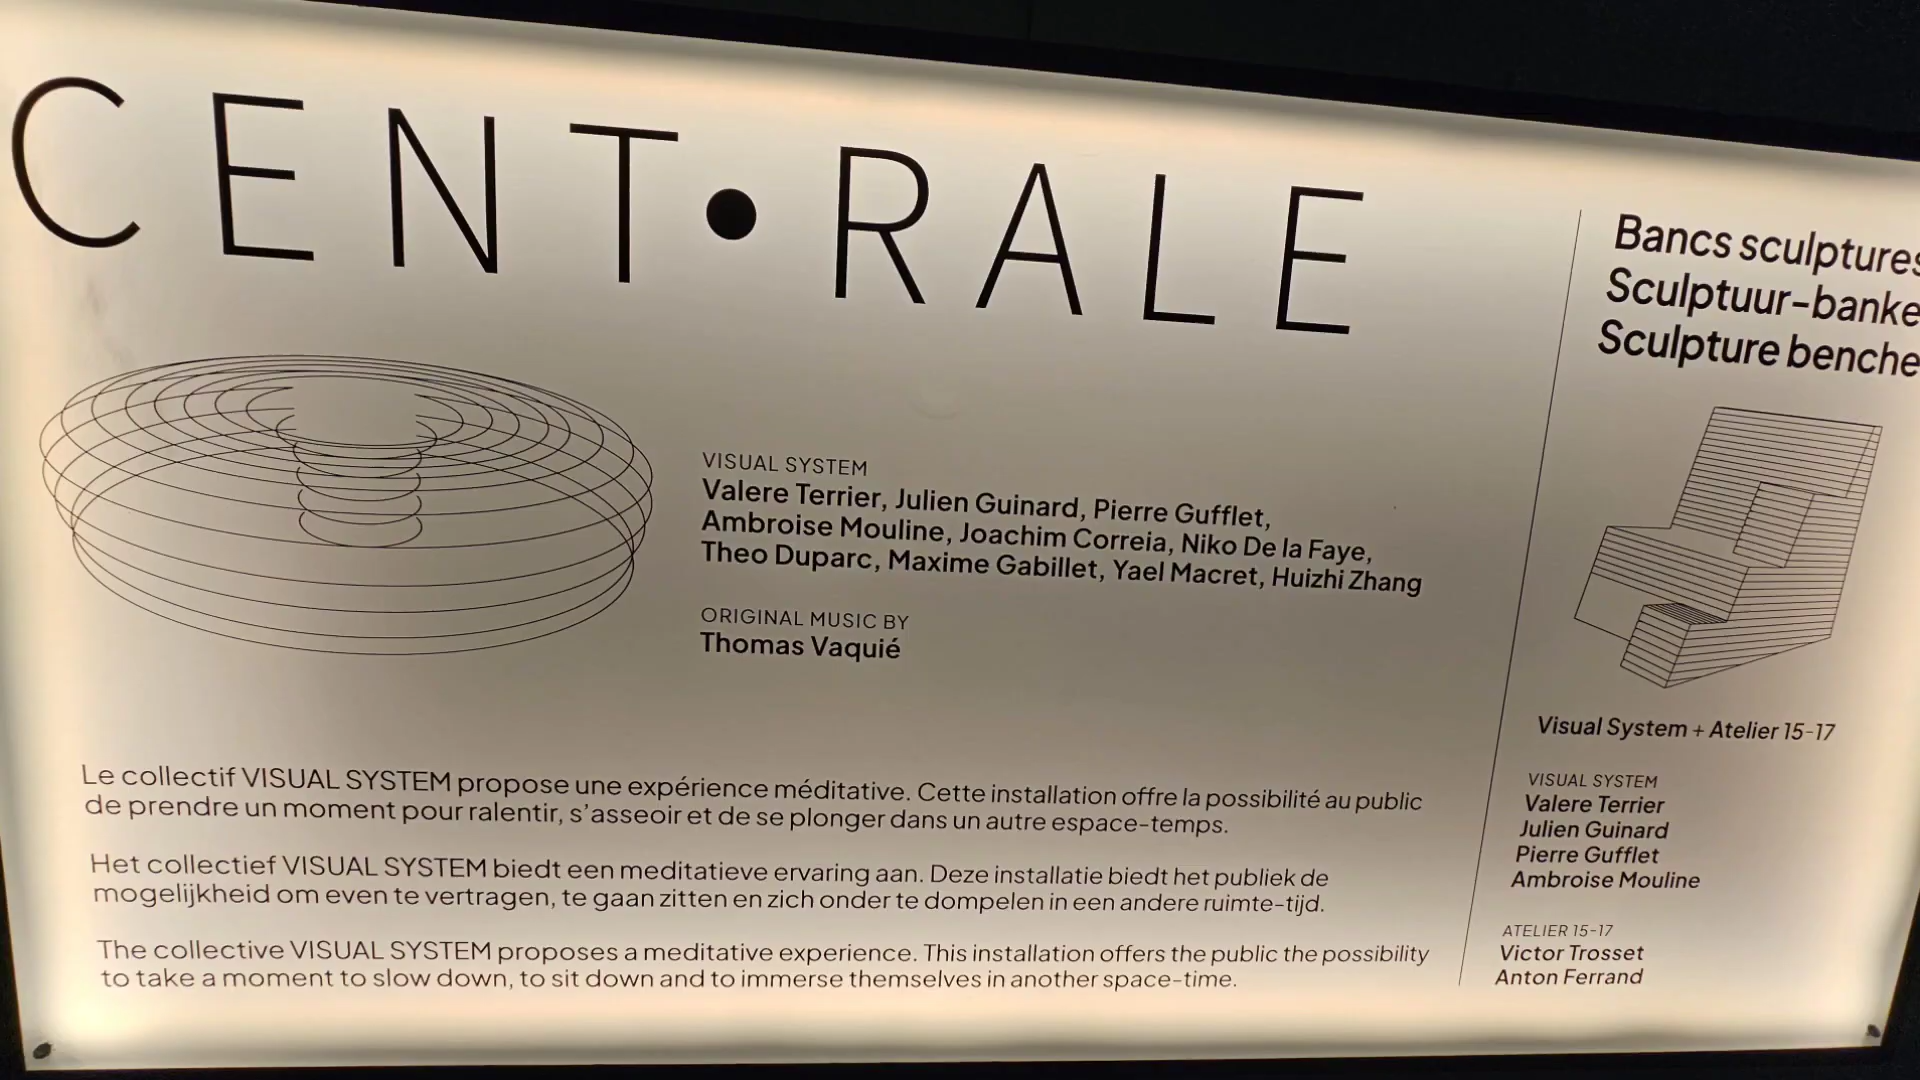 CENT•RALE
VISUAL SYSTEM
Valere Terrier, Julien Guinard, Pierre Gufflet,
Ambroise Mouline, Joachim Correia, Niko De la Faye,
Theo Duparc, Maxime Gabillet, Yael Macret, Huizhi Zhang
ORIGINAL MUSIC BY
Thomas Vaquié
Le collectif VISUAL SYSTEM propose une expérience méditative. Cette installation offre la possibilité au public
de prendre un moment pour ralentir, s'asseoir et de se plonger dans un autre espace-temps.
Het collectief VISUAL SYSTEM biedt een meditatieve ervaring aan. Deze installatie biedt het publiek de
mogelijkheid om even te vertragen, te gaan zitten en zich onder te dompelen in een andere ruimte-tijd.
The collective VISUAL SYSTEM proposes a meditative experience. This installation offers the public the possibility
to take a moment to slow down, to sit down and to immerse themselves in another space-time.
Bancs sculptures
Sculptuur-banke
Sculpture benche
Visual System + Atelier 15-17
VISUAL SYSTEM
Valere Terrier
Julien Guinard
Pierre Gufflet
Ambroise Mouline
ATELIER 15-17
Victor Trosset
Anton Ferrand